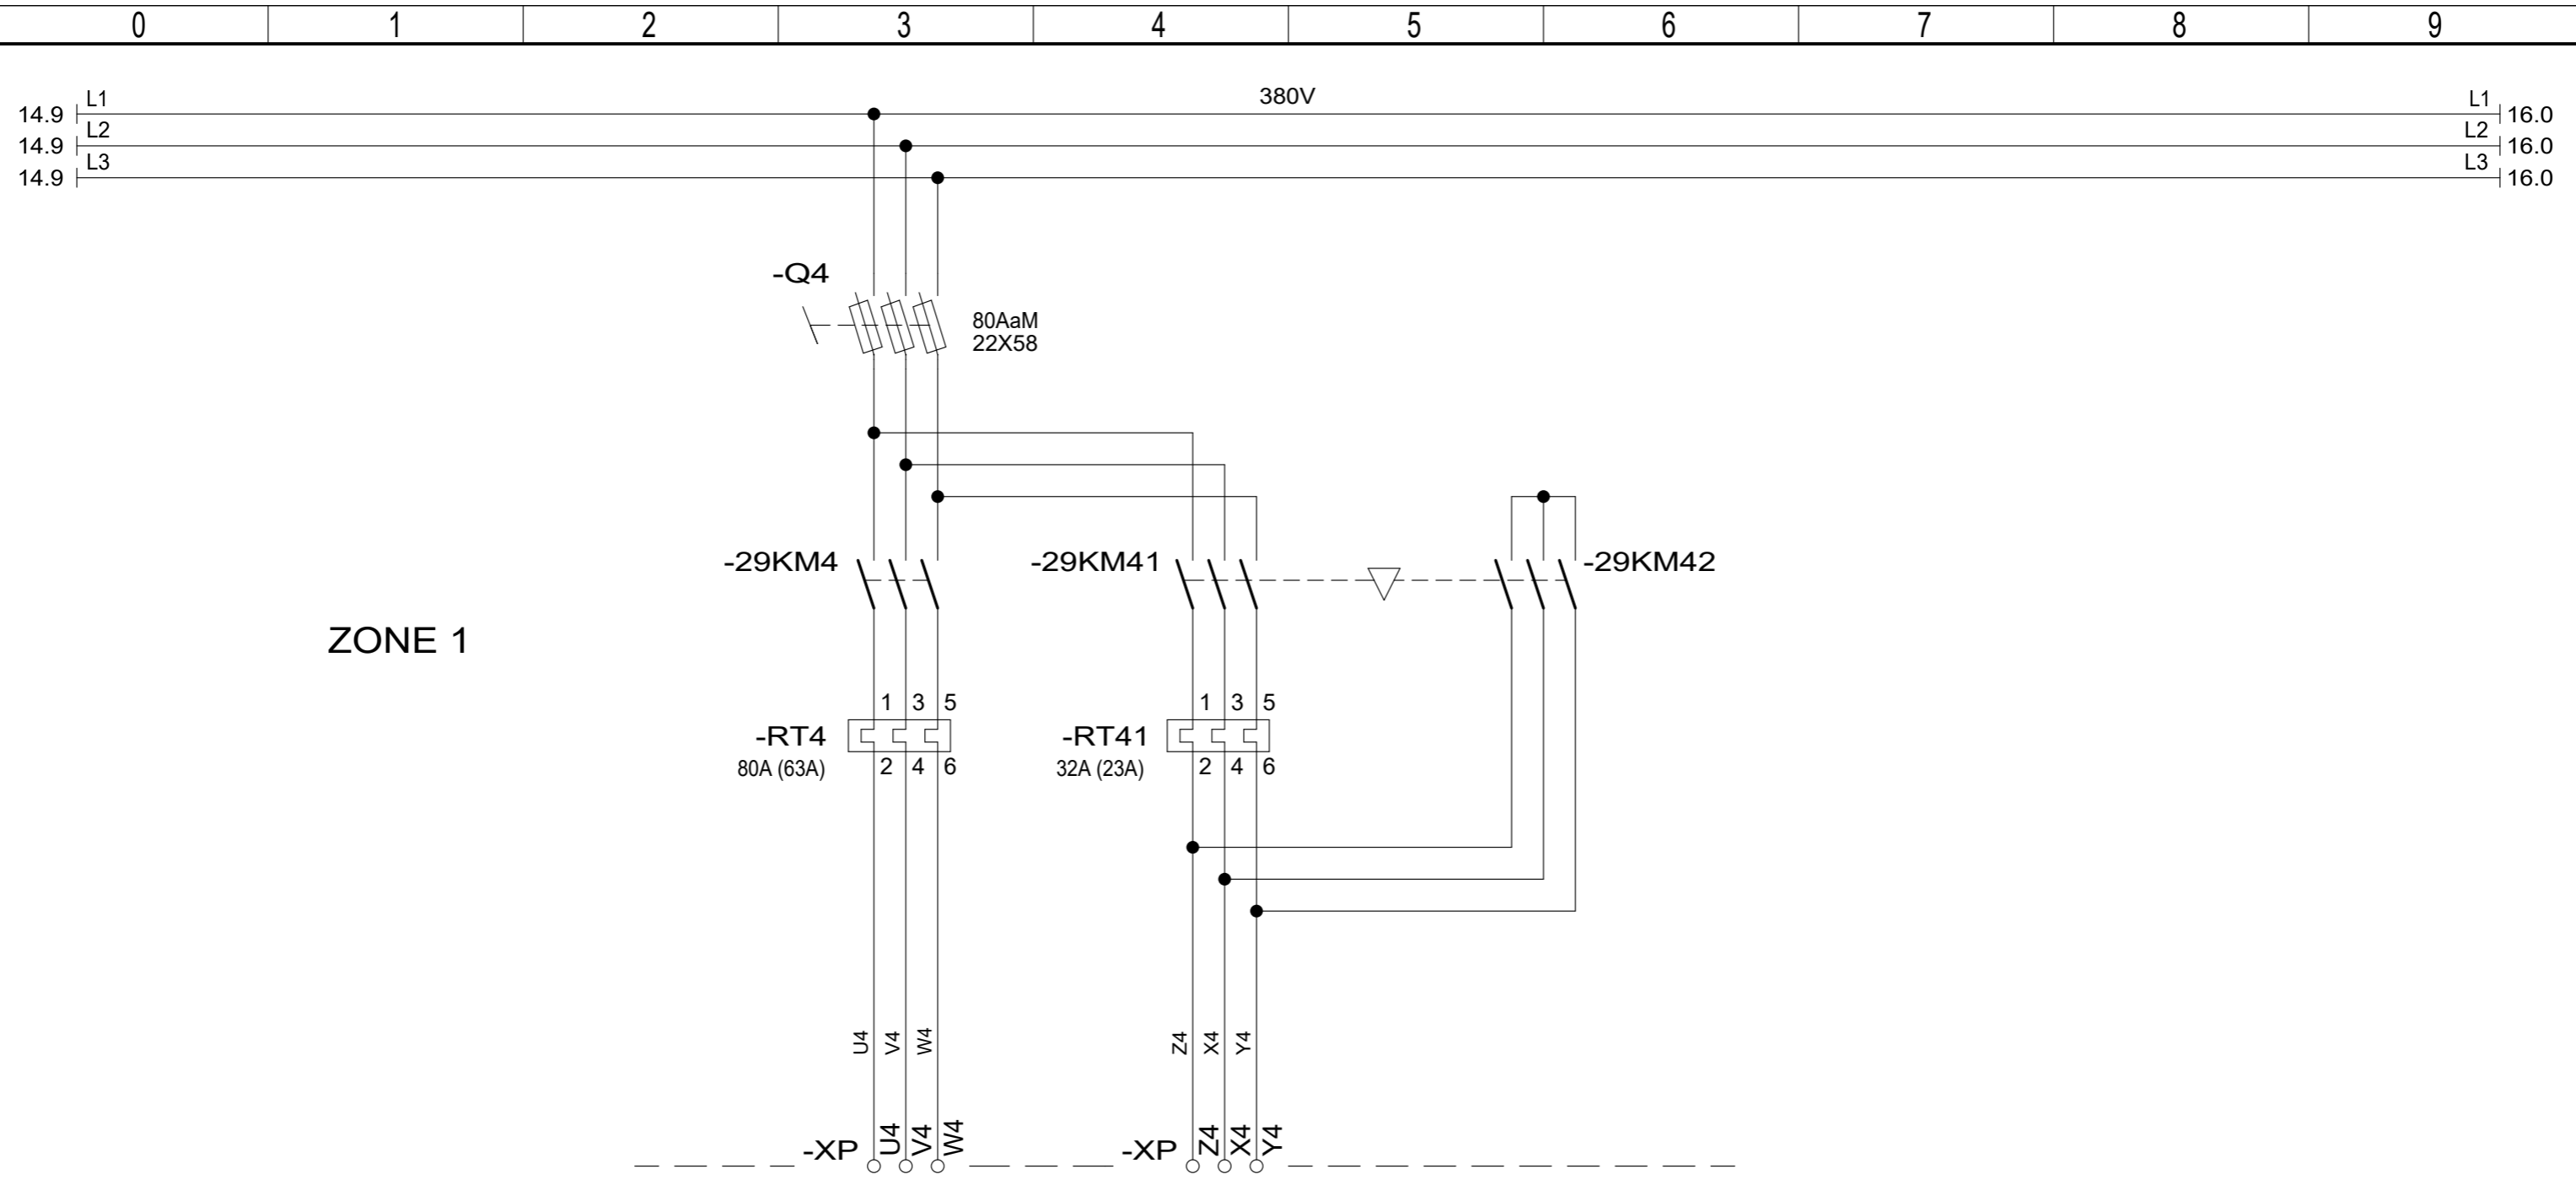 0 1 2 3 4 5 6 7 8 9
380V
14.9 L1 L1 16.0
14.9 L2 L2 16.0
14.9 L3 L3 16.0
-Q4
80AaM
22X58
-29KM4 -29KM41 -29KM42
ZONE 1
1 3 5 1 3 5
-RT4 -RT41
80A (63A) 2 4 6 32A (23A) 2 4 6
U4 V4 W4 Z4 X4 Y4
-XP U4 V4 W4 -XP Z4 X4 Y4